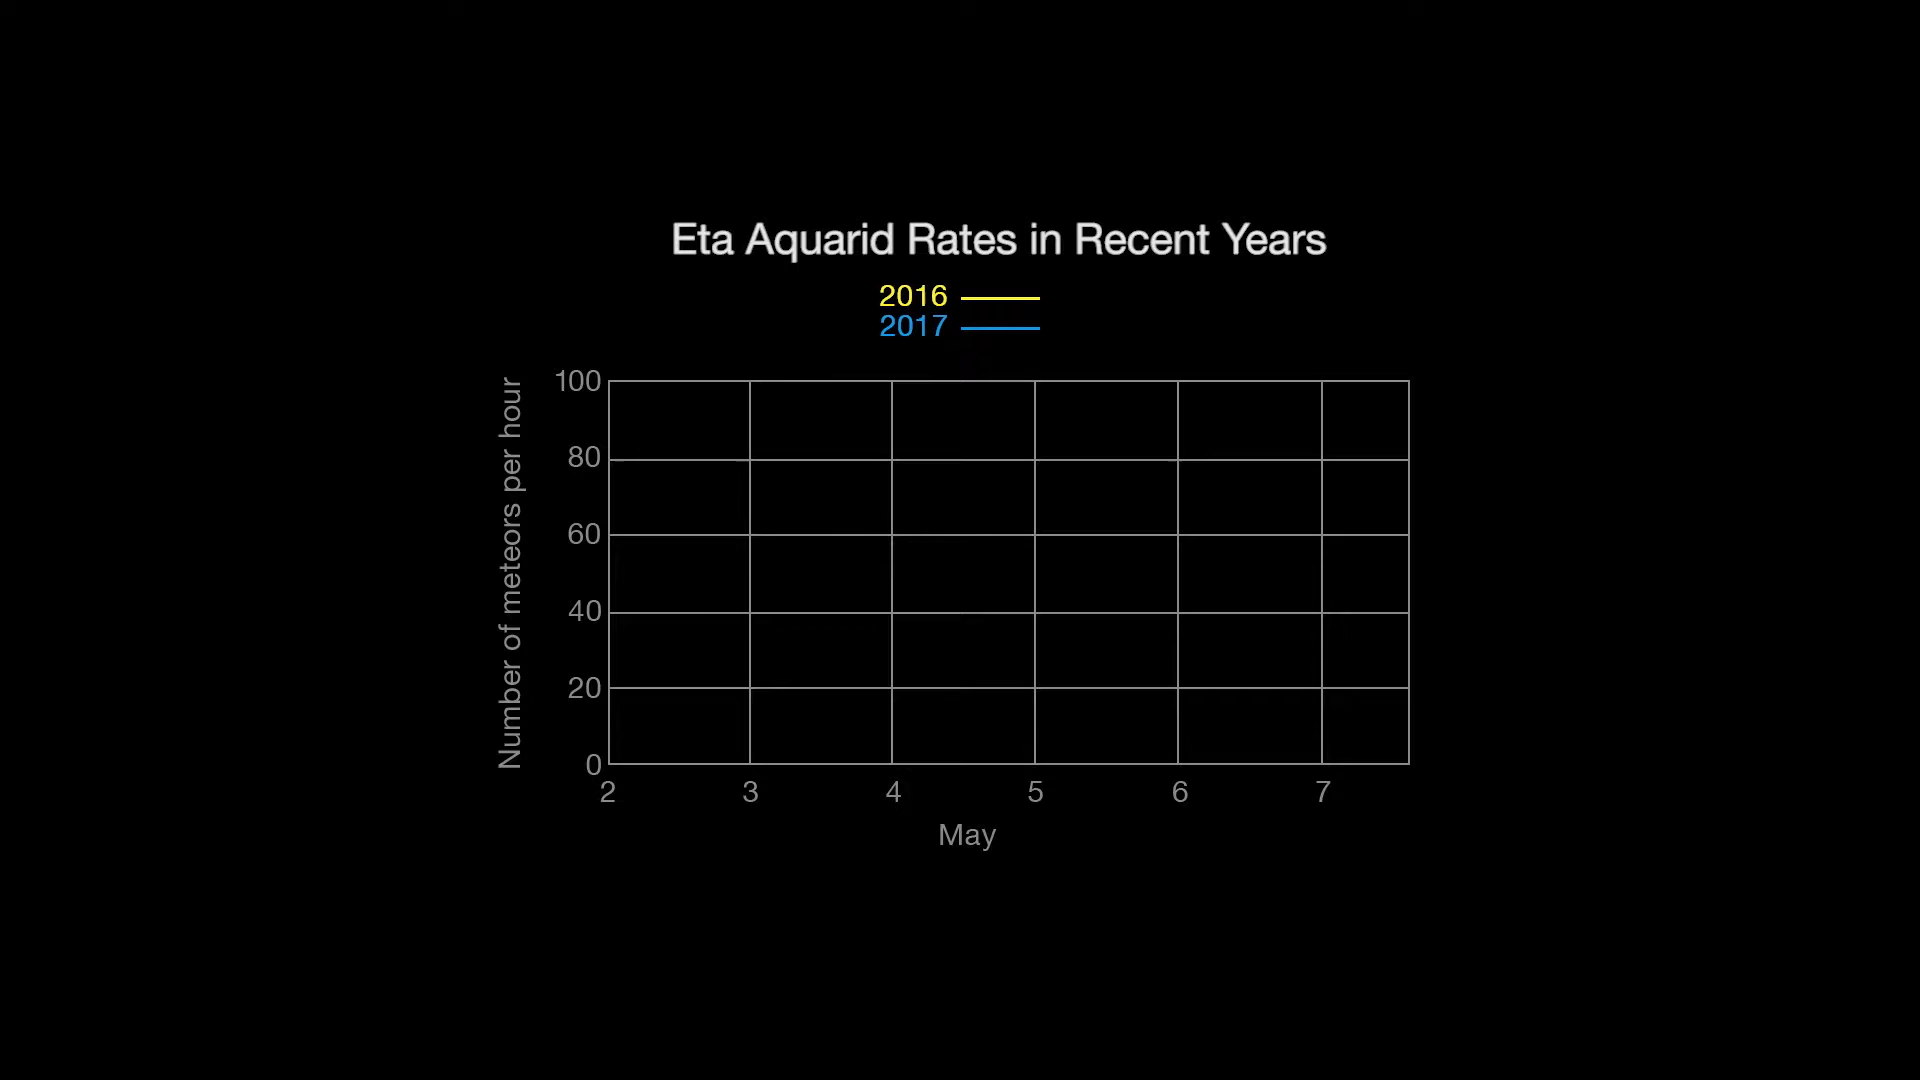 Eta Aquarid Rates in Recent Years
2016
2017
Number of meteors per hour
100
80
60
40
20
0
2 3 4 5 6 7
May